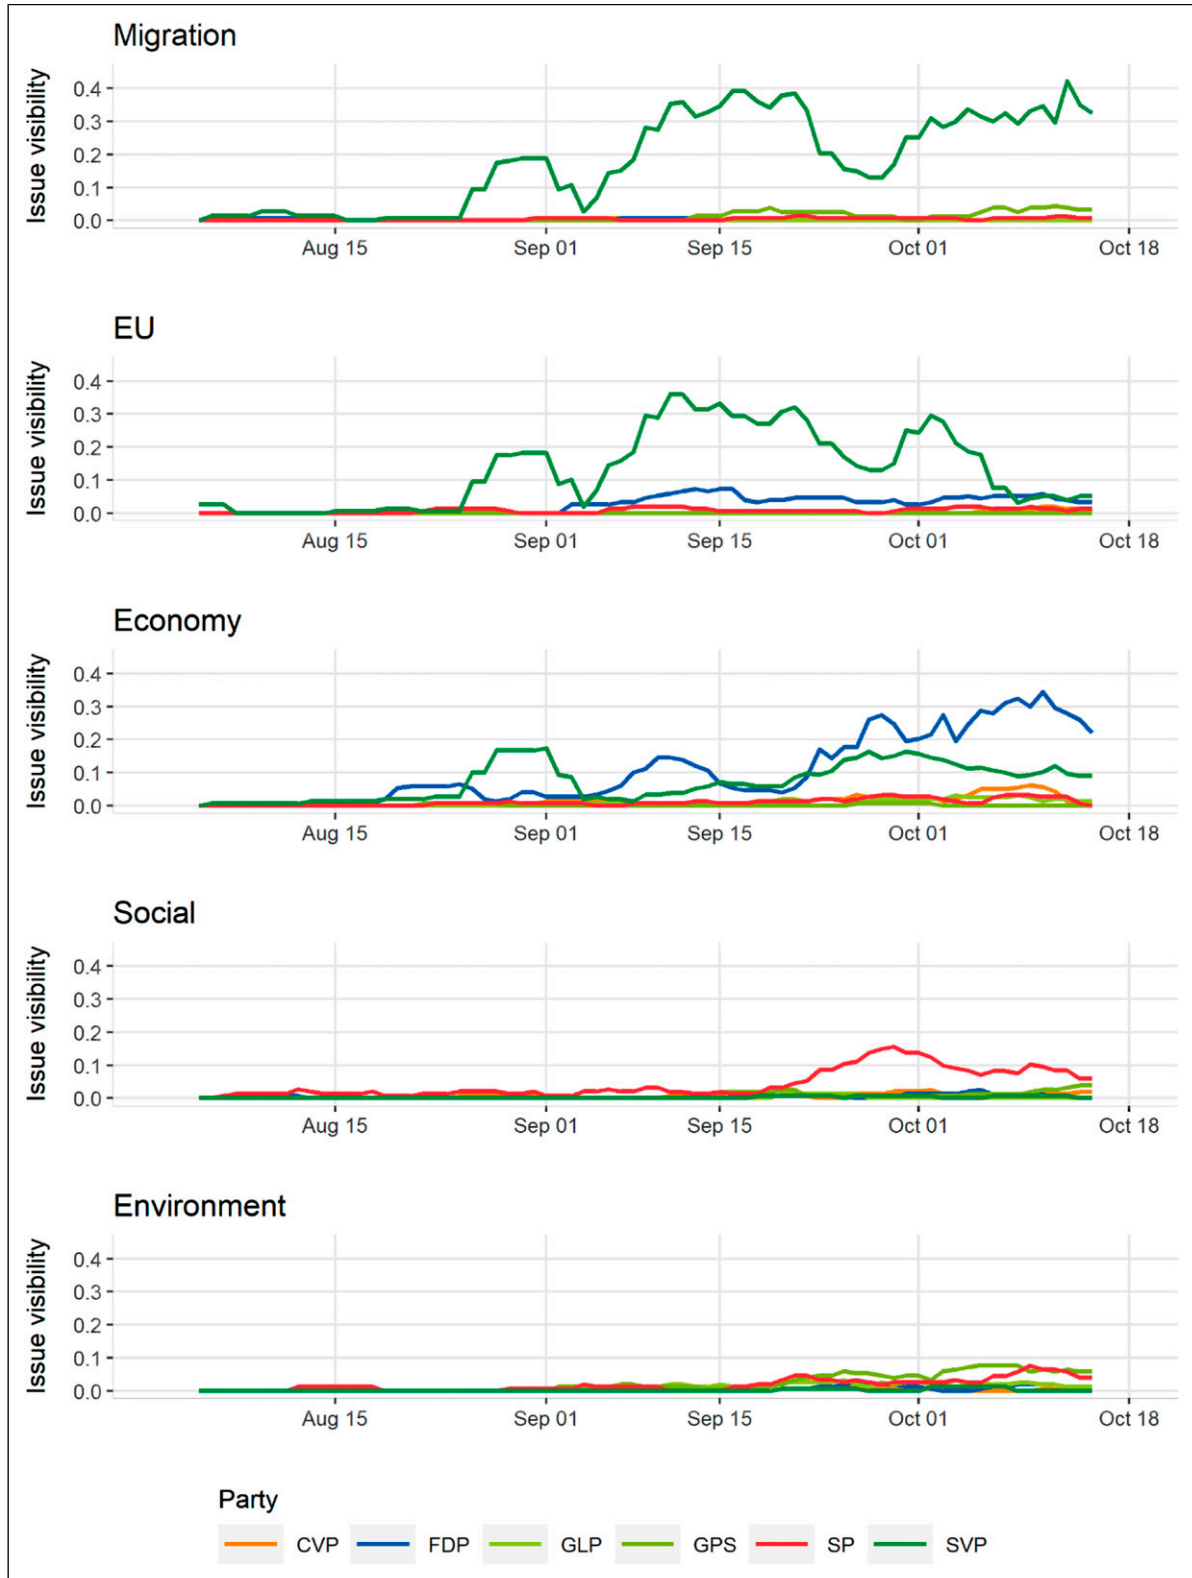 Migration
Issue visibility
0.4
0.3
0.2
0.1
0.0
Aug 15 Sep 01 Sep 15 Oct 01 Oct 18
EU
Issue visibility
0.4
0.3
0.2
0.1
0.0
Aug 15 Sep 01 Sep 15 Oct 01 Oct 18
Economy
Issue visibility
0.4
0.3
0.2
0.1
0.0
Aug 15 Sep 01 Sep 15 Oct 01 Oct 18
Social
Issue visibility
0.4
0.3
0.2
0.1
0.0
Aug 15 Sep 01 Sep 15 Oct 01 Oct 18
Environment
Issue visibility
0.4
0.3
0.2
0.1
0.0
Aug 15 Sep 01 Sep 15 Oct 01 Oct 18
Party
CVP FDP GLP GPS SP SVP